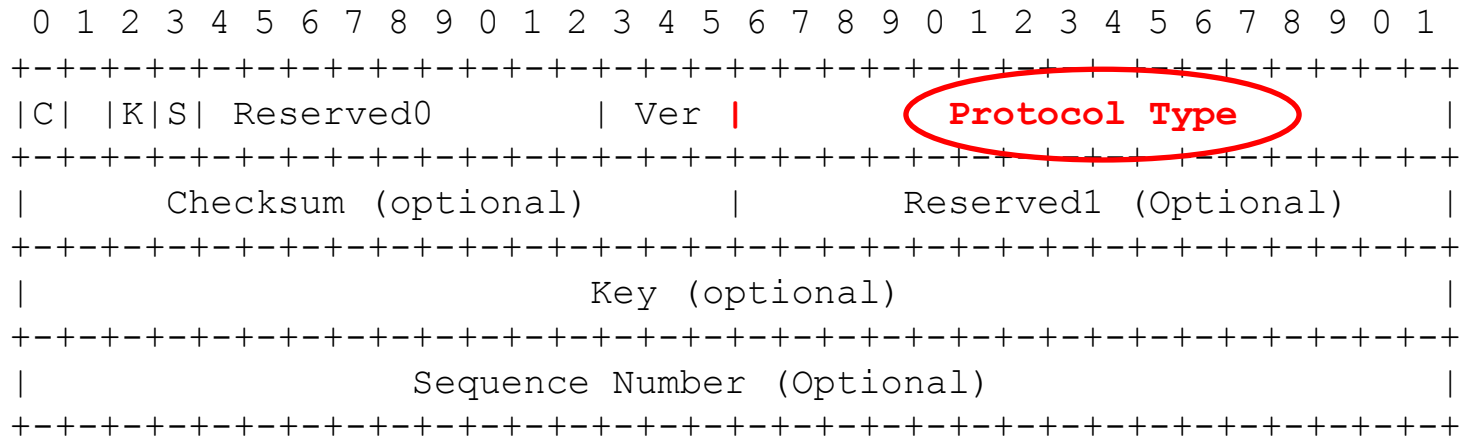 0 1 2 3 4 5 6 7 8 9 0 1 2 3 4 5 6 7 8 9 0 1 2 3 4 5 6 7 8 9 0 1
+-+-+-+-+-+-+-+-+-+-+-+-+-+-+-+-+-+-+-+-+-+-+-+-+-+-+-+-+-+-+-+-+
|C| |K|S| Reserved0       | Ver |         Protocol Type         |
+-+-+-+-+-+-+-+-+-+-+-+-+-+-+-+-+-+-+-+-+-+-+-+-+-+-+-+-+-+-+-+-+
|      Checksum (optional)      |       Reserved1 (Optional)    |
+-+-+-+-+-+-+-+-+-+-+-+-+-+-+-+-+-+-+-+-+-+-+-+-+-+-+-+-+-+-+-+-+
|                         Key (optional)                        |
+-+-+-+-+-+-+-+-+-+-+-+-+-+-+-+-+-+-+-+-+-+-+-+-+-+-+-+-+-+-+-+-+
|                 Sequence Number (Optional)                    |
+-+-+-+-+-+-+-+-+-+-+-+-+-+-+-+-+-+-+-+-+-+-+-+-+-+-+-+-+-+-+-+-+